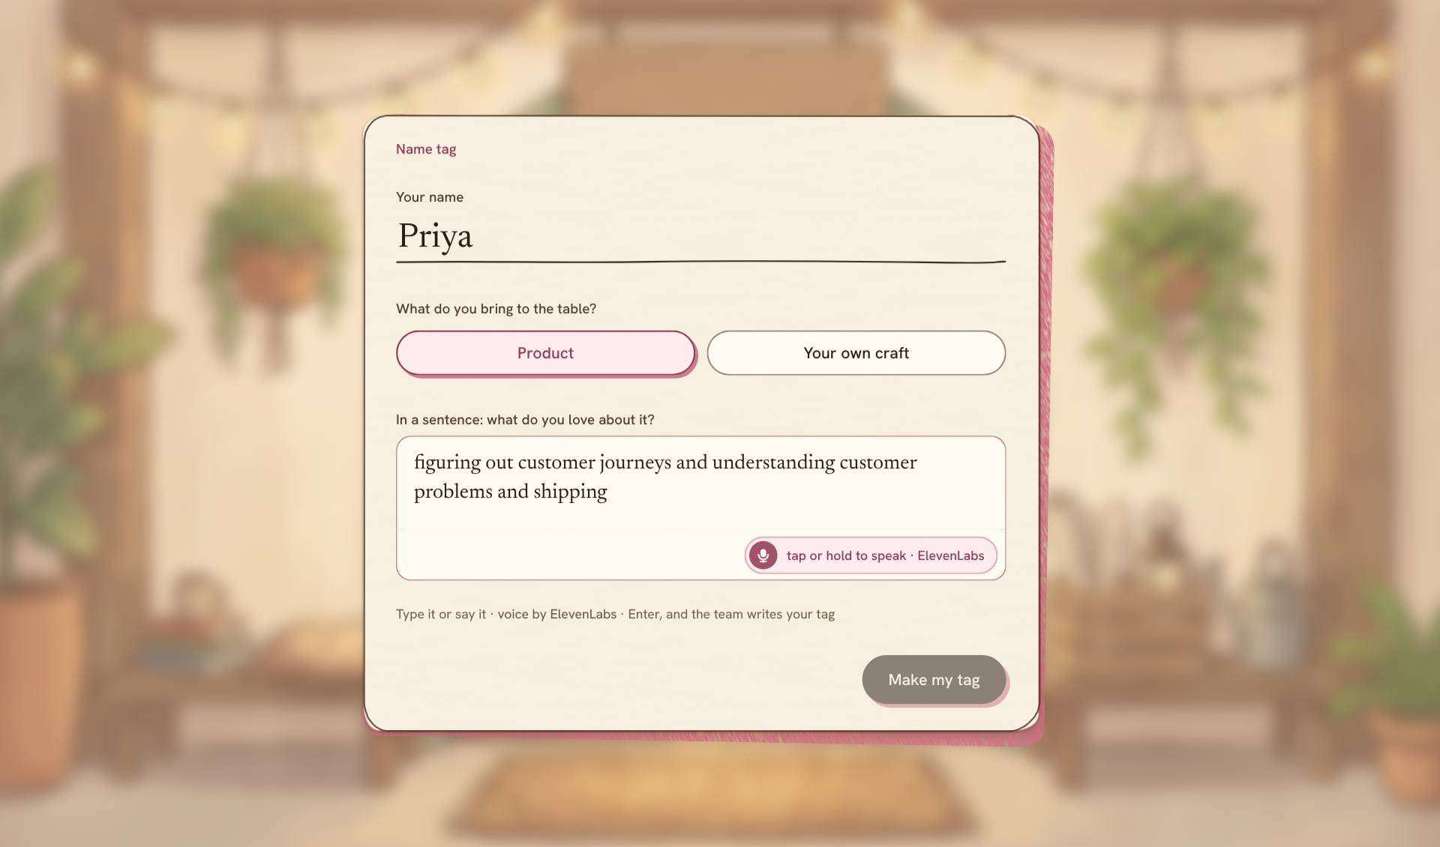 Name tag
Your name
Priya
What do you bring to the table?
Product
Your own craft
In a sentence: what do you love about it?
figuring out customer journeys and understanding customer
problems and shipping
tap or hold to speak · ElevenLabs
Type it or say it · voice by ElevenLabs · Enter, and the team writes your tag
Make my tag